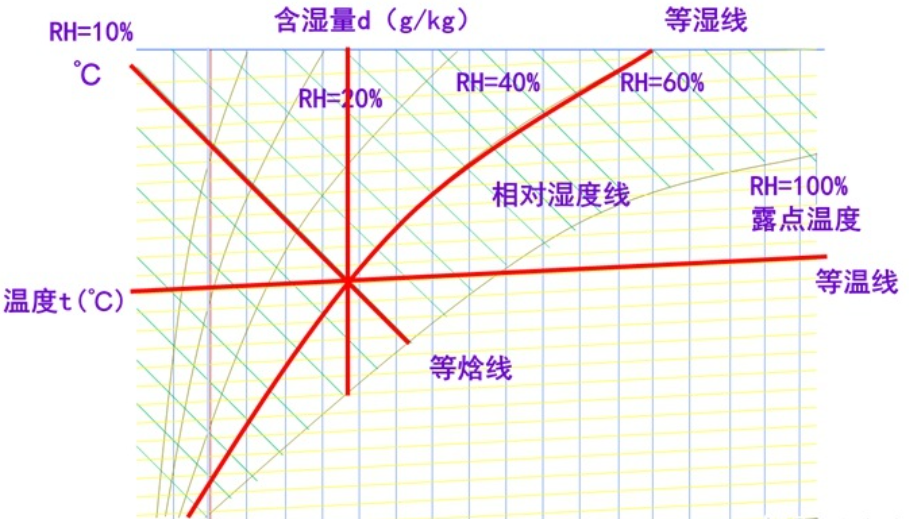 RH=10%
含湿量d（g/kg）
等湿线
℃
RH=20%
RH=40%
RH=60%
相对湿度线
RH=100%
露点温度
温度t(℃)
等温线
等焓线